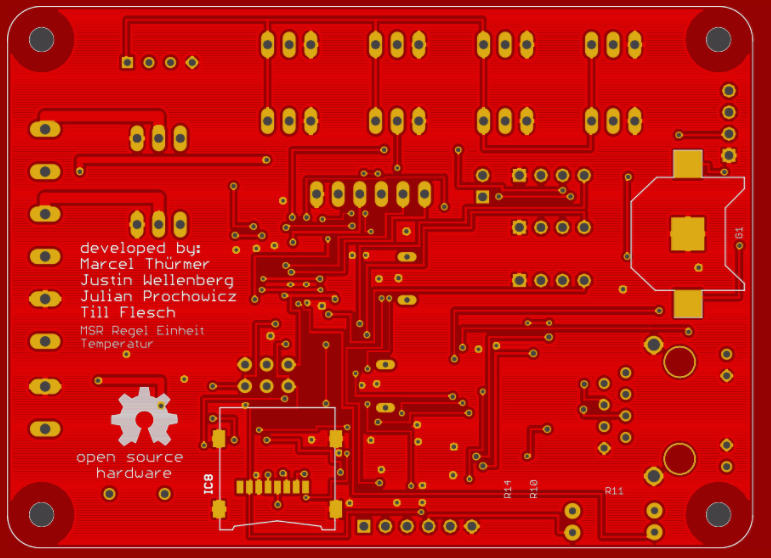 developed by:
Marcel Thürmer
Justin Wellenberg
Julian Prochowicz
Till Flesch
MSR Regel Einheit
Temperatur
open source
hardware
IC8
G1
R14
R10
R11